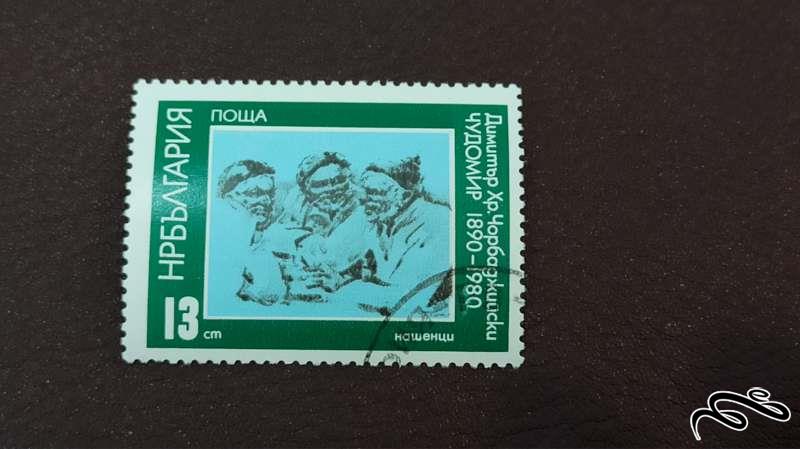 НРБЪЛГАРИЯ
ПОЩА
Димитър Хр. Чорбаджийски
ЧУДОМИР 1890-1980
13 ст
нашенци